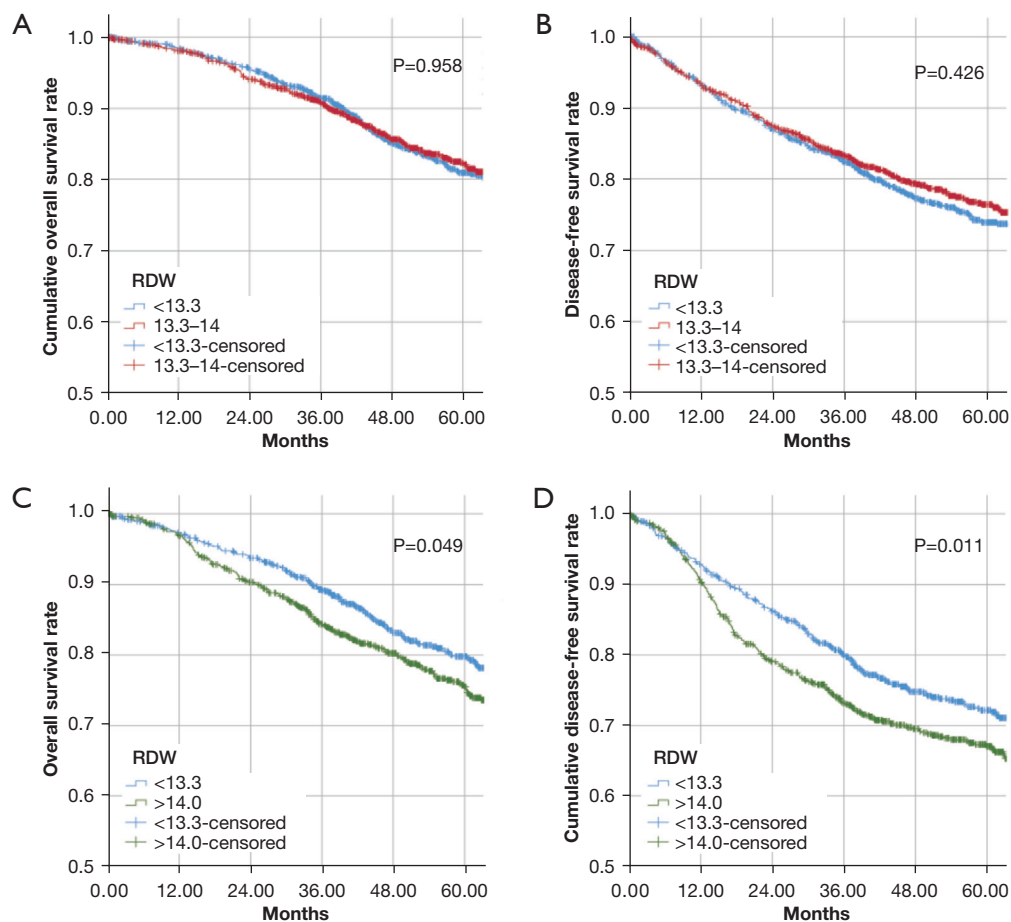 A
Cumulative overall survival rate
1.0
0.9
0.8
0.7
0.6
0.5
P=0.958
RDW
<13.3
13.3–14
<13.3-censored
13.3–14-censored
0.00 12.00 24.00 36.00 48.00 60.00
Months
B
Disease-free survival rate
1.0
0.9
0.8
0.7
0.6
0.5
P=0.426
RDW
<13.3
13.3–14
<13.3-censored
13.3–14-censored
0.00 12.00 24.00 36.00 48.00 60.00
Months
C
Overall survival rate
1.0
0.9
0.8
0.7
0.6
0.5
P=0.049
RDW
<13.3
>14.0
<13.3-censored
>14.0-censored
0.00 12.00 24.00 36.00 48.00 60.00
Months
D
Cumulative disease-free survival rate
1.0
0.9
0.8
0.7
0.6
0.5
P=0.011
RDW
<13.3
>14.0
<13.3-censored
>14.0-censored
0.00 12.00 24.00 36.00 48.00 60.00
Months